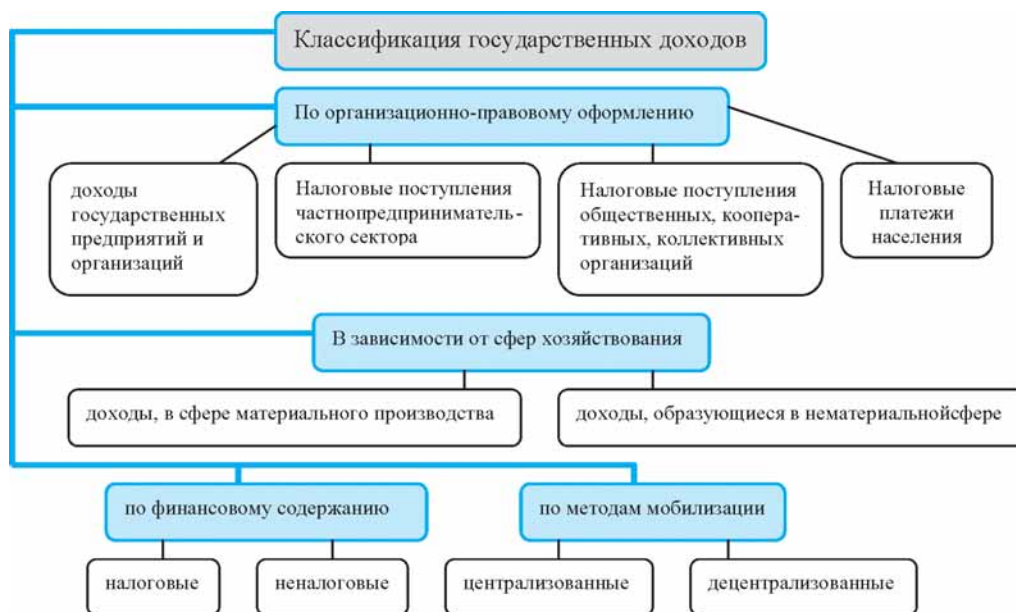 Классификация государственных доходов
По организационно-правовому оформлению
доходы
государственных
предприятий и
организаций
Налоговые поступления
частнопредприниматель-
ского сектора
Налоговые поступления
общественных, коопера-
тивных, коллективных
организаций
Налоговые
платежи
населения
В зависимости от сфер хозяйствования
доходы, в сфере материального производства
доходы, образующиеся в нематериальнойсфере
по финансовому содержанию
по методам мобилизации
налоговые
неналоговые
централизованные
децентрализованные